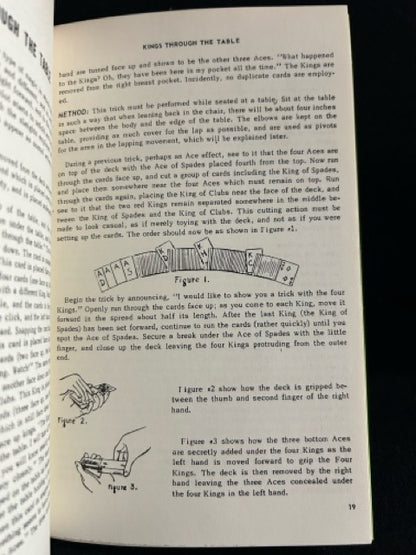 KINGS THROUGH THE TABLE
hand are turned face up and shown to be the other three Aces. "What happened
to the Kings? Oh, they have been here in my pocket all the time." The Kings are
removed from the right breast pocket. Incidently, no duplicate cards are employ-
ed.
METHOD: This trick must be performed while seated at a table. Sit at the table
in such a way that when leaning back in the chair, there will be about four inches
space between the body and the edge of the table. The elbows are kept on the
table, providing as much cover for the lap as possible, and are used as pivots
for the arms in the lapping movement, which will be explained later.
During a previous trick, perhaps an Ace effect, see to it that the four Aces are
on top of the deck with the Ace of Spades placed fourth from the top. Now run
through the cards face up, and cut a group of cards including the King of Spades,
and place them somewhere near the four Aces which must remain on top. Run
through the cards again, placing the King of Clubs near the face of the deck, and
see to it that the two red Kings remain separated somewhere in the middle be-
tween the King of Spades and the King of Clubs. This cutting action must be
made to look casual, as if merely toying with the deck, and not as if you were
setting up the cards. The order should now be as shown in Figure #1.
Figure 1.
Begin the trick by announcing, "I would like to show you a trick with the four
Kings." Openly run through the cards face up; as you come to each King, move it
forward in the spread about half its length. After the last King (the King of
Spades) has been set forward, continue to run the cards (rather quickly) until you
spot the Ace of Spades. Secure a break under the Ace of Spades with the little
finger, and close up the deck leaving the four Kings protruding from the outer
end.
Figure #2 show how the deck is gripped be-
tween the thumb and second finger of the right
hand.
Figure 2.
Figure #3 shows how the three bottom Aces
are secretly added under the four Kings as the
left hand is moved forward to grip the Four
Kings. The deck is then removed by the right
hand leaving the three Aces concealed under
the four Kings in the left hand.
Figure 3.
19